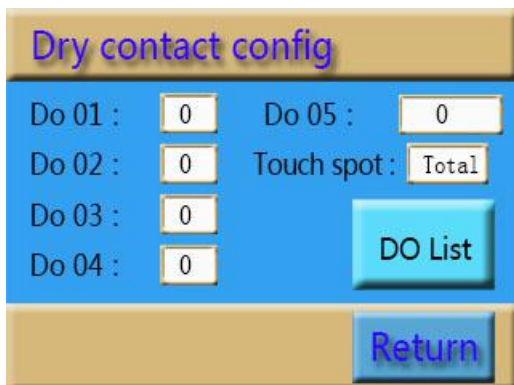 Dry contact config
Do 01 : 0 Do 05 : 0
Do 02 : 0 Touch spot : Total
Do 03 : 0
Do 04 : 0
DO List
Return